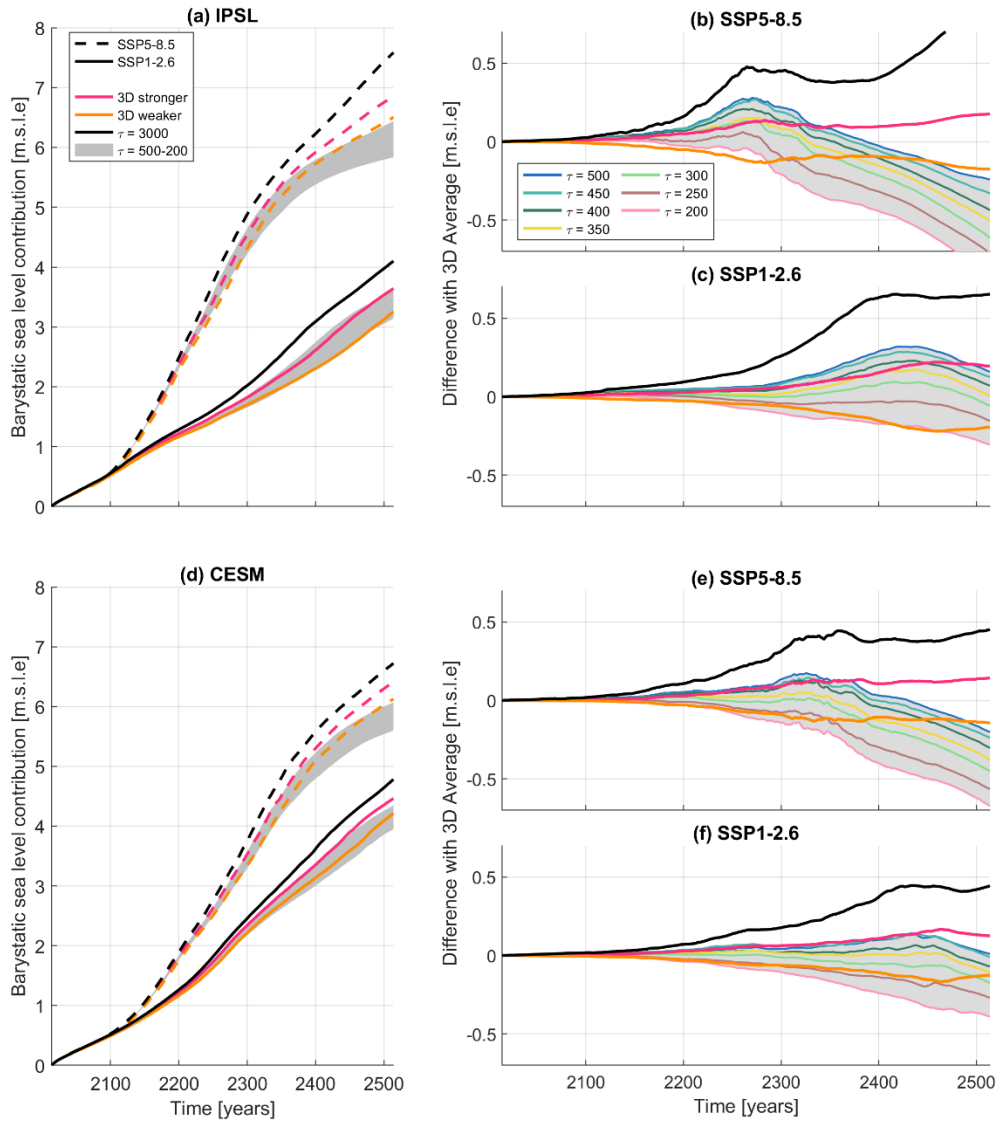 (a) IPSL
8
7
6
5
4
3
2
1
0
Barystatic sea level contribution [m.s.l.e]
SSP5-8.5
SSP1-2.6
3D stronger
3D weaker
τ = 3000
τ = 500-200
(b) SSP5-8.5
0.5
0
-0.5
τ = 500
τ = 450
τ = 400
τ = 350
τ = 300
τ = 250
τ = 200
(c) SSP1-2.6
0.5
0
-0.5
Difference with 3D Average [m.s.l.e]
(d) CESM
8
7
6
5
4
3
2
1
0
Barystatic sea level contribution [m.s.l.e]
2100 2200 2300 2400 2500
Time [years]
(e) SSP5-8.5
0.5
0
-0.5
(f) SSP1-2.6
0.5
0
-0.5
Difference with 3D Average [m.s.l.e]
2100 2200 2300 2400 2500
Time [years]